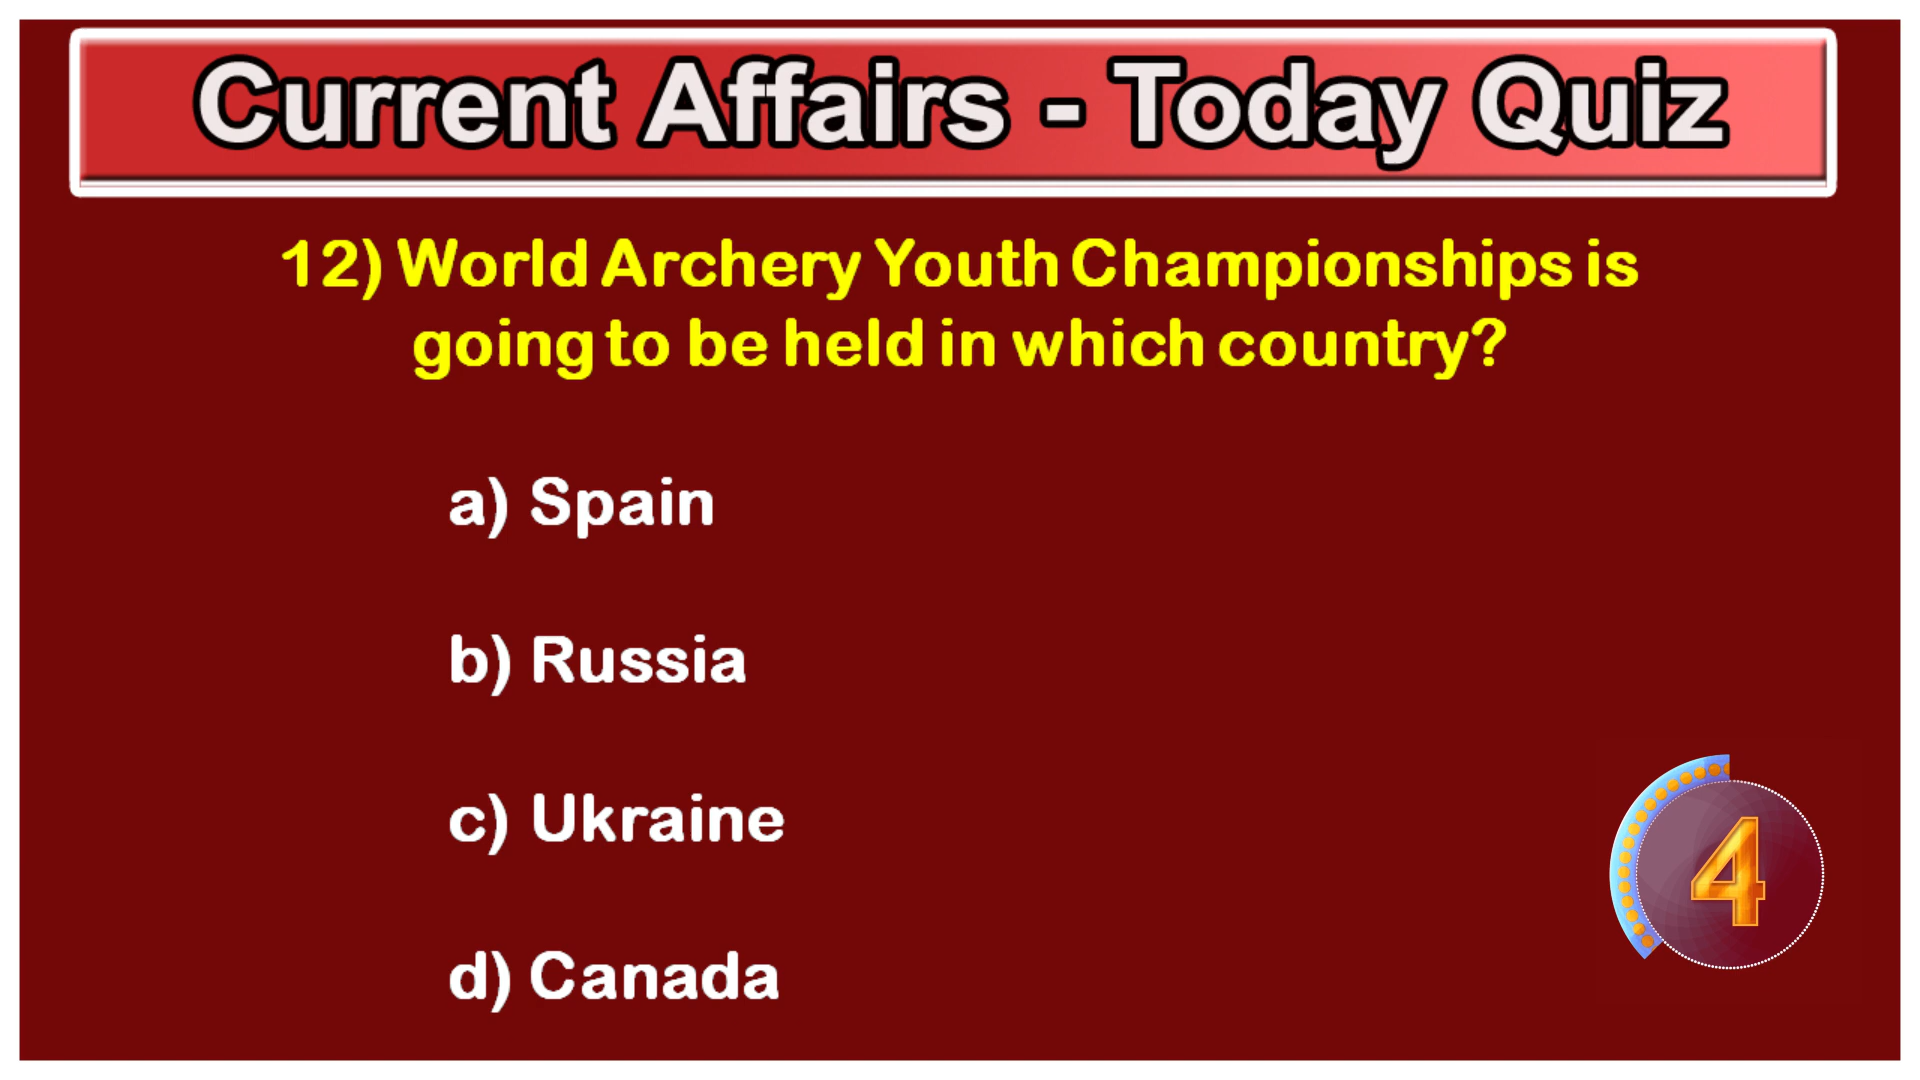 Current Affairs - Today Quiz
12) World Archery Youth Championships is
going to be held in which country?
a) Spain
b) Russia
c) Ukraine
d) Canada
4